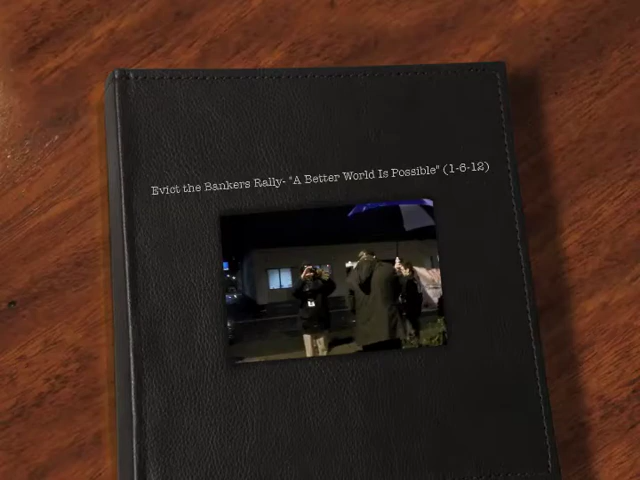 Evict the Bankers Rally- "A Better World Is Possible" (1-6-12)